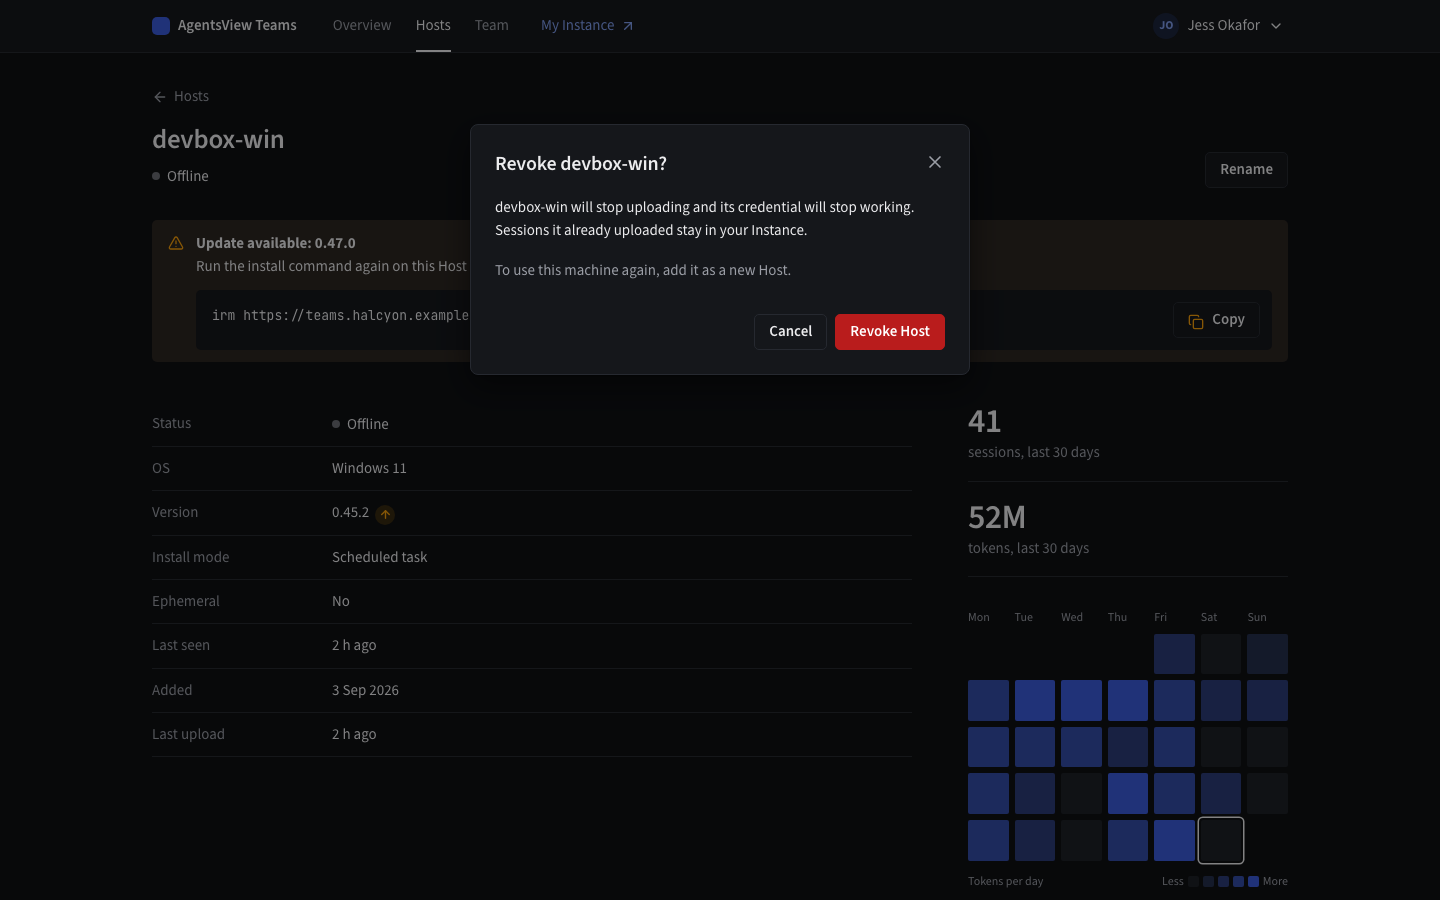 AgentsView Teams
Overview
Hosts
Team
My Instance
JO
Jess Okafor
Hosts
devbox-win
Offline
Rename
Update available: 0.47.0
Run the install command again on this Host
irm https://teams.halcyon.example
Copy
Revoke devbox-win?
devbox-win will stop uploading and its credential will stop working.
Sessions it already uploaded stay in your Instance.
To use this machine again, add it as a new Host.
Cancel
Revoke Host
Status
Offline
OS
Windows 11
Version
0.45.2
Install mode
Scheduled task
Ephemeral
No
Last seen
2 h ago
Added
3 Sep 2026
Last upload
2 h ago
41
sessions, last 30 days
52M
tokens, last 30 days
Mon Tue Wed Thu Fri Sat Sun
Tokens per day
Less
More